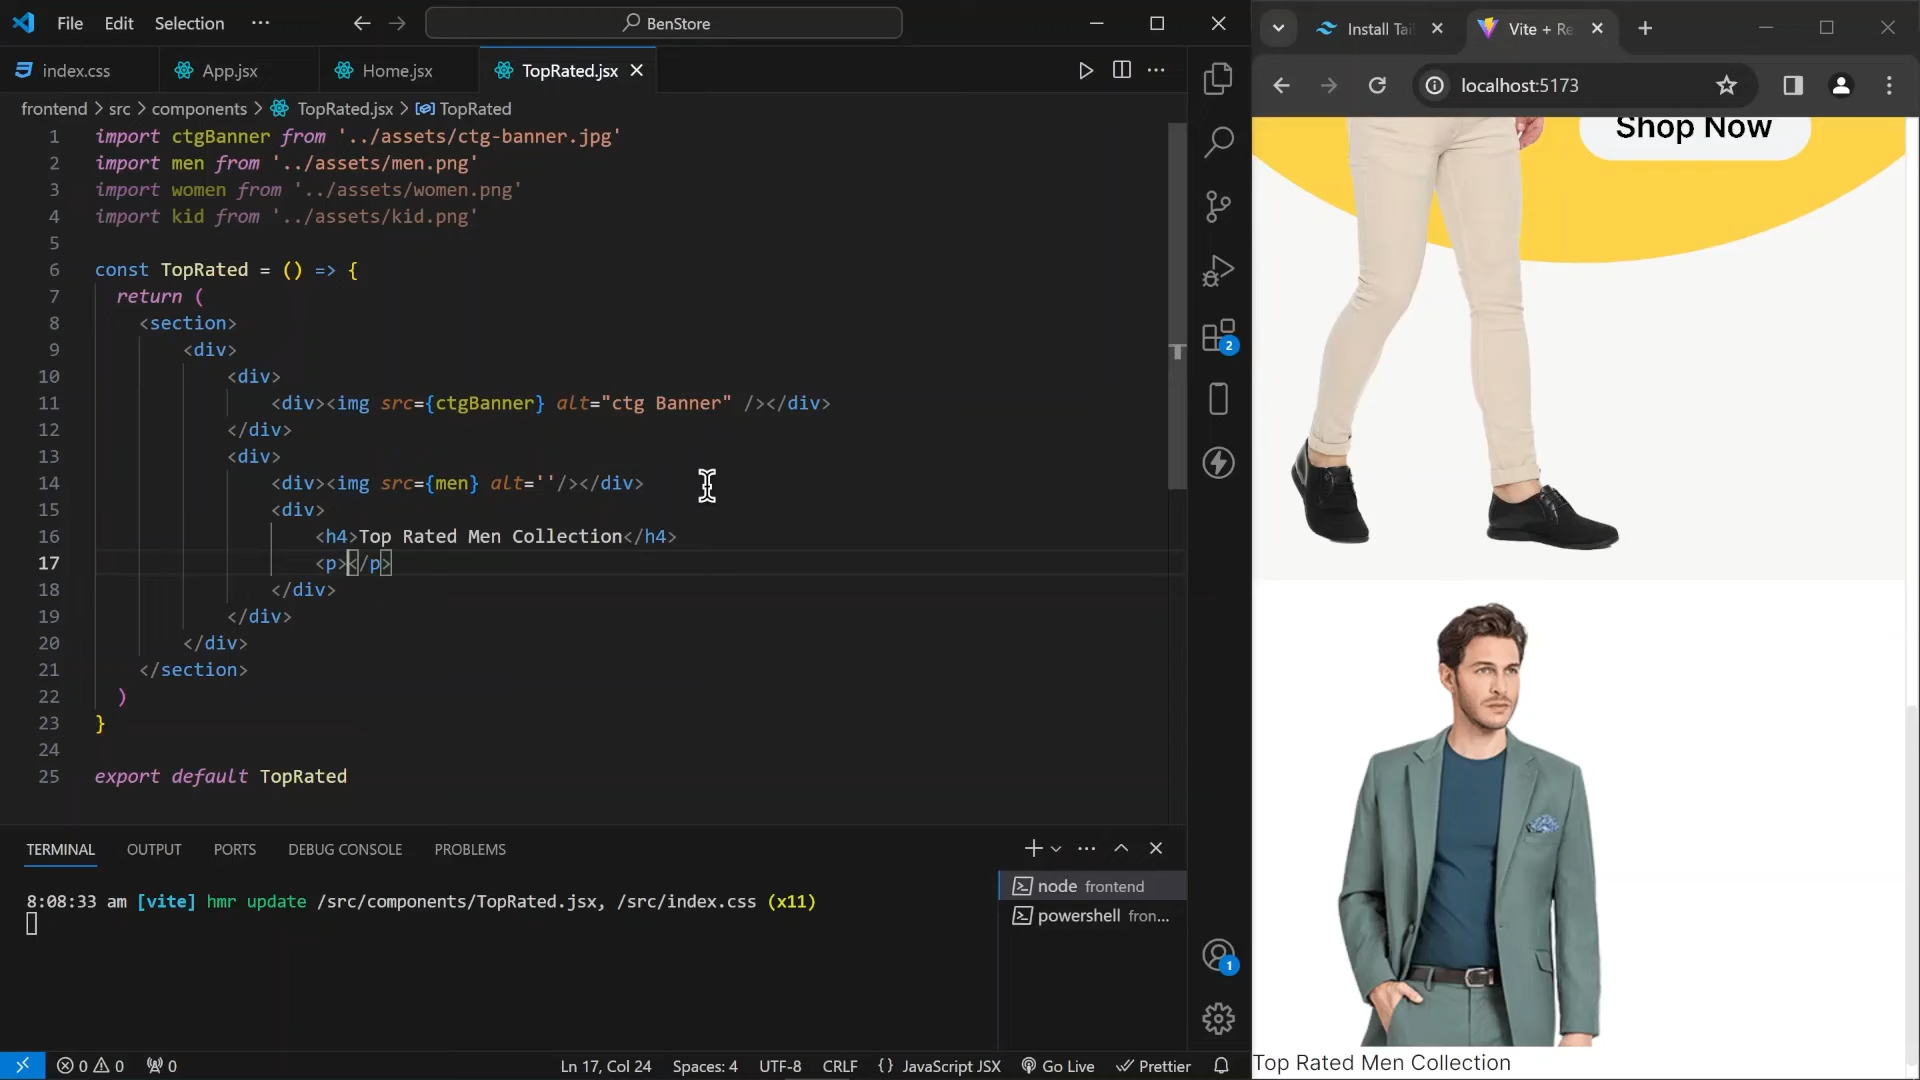 File Edit Selection ··· BenStore
index.css App.jsx Home.jsx TopRated.jsx
frontend > src > components > TopRated.jsx > TopRated
1 import ctgBanner from '../assets/ctg-banner.jpg'
2 import men from '../assets/men.png'
3 import women from '../assets/women.png'
4 import kid from '../assets/kid.png'
5
6 const TopRated = () => {
7 return (
8 <section>
9 <div>
10 <div>
11 <div><img src={ctgBanner} alt="ctg Banner" /></div>
12 </div>
13 <div>
14 <div><img src={men} alt=''/></div>
15 <div>
16 <h4>Top Rated Men Collection</h4>
17 <p></p>
18 </div>
19 </div>
20 </div>
21 </section>
22 )
23 }
24
25 export default TopRated
TERMINAL OUTPUT PORTS DEBUG CONSOLE PROBLEMS
8:08:33 am [vite] hmr update /src/components/TopRated.jsx, /src/index.css (x11)
node frontend
powershell fron...
2
1
0 0 0 Ln 17, Col 24 Spaces: 4 UTF-8 CRLF {} JavaScript JSX Go Live Prettier
Install Tai Vite + Re
localhost:5173
Shop Now
Top Rated Men Collection